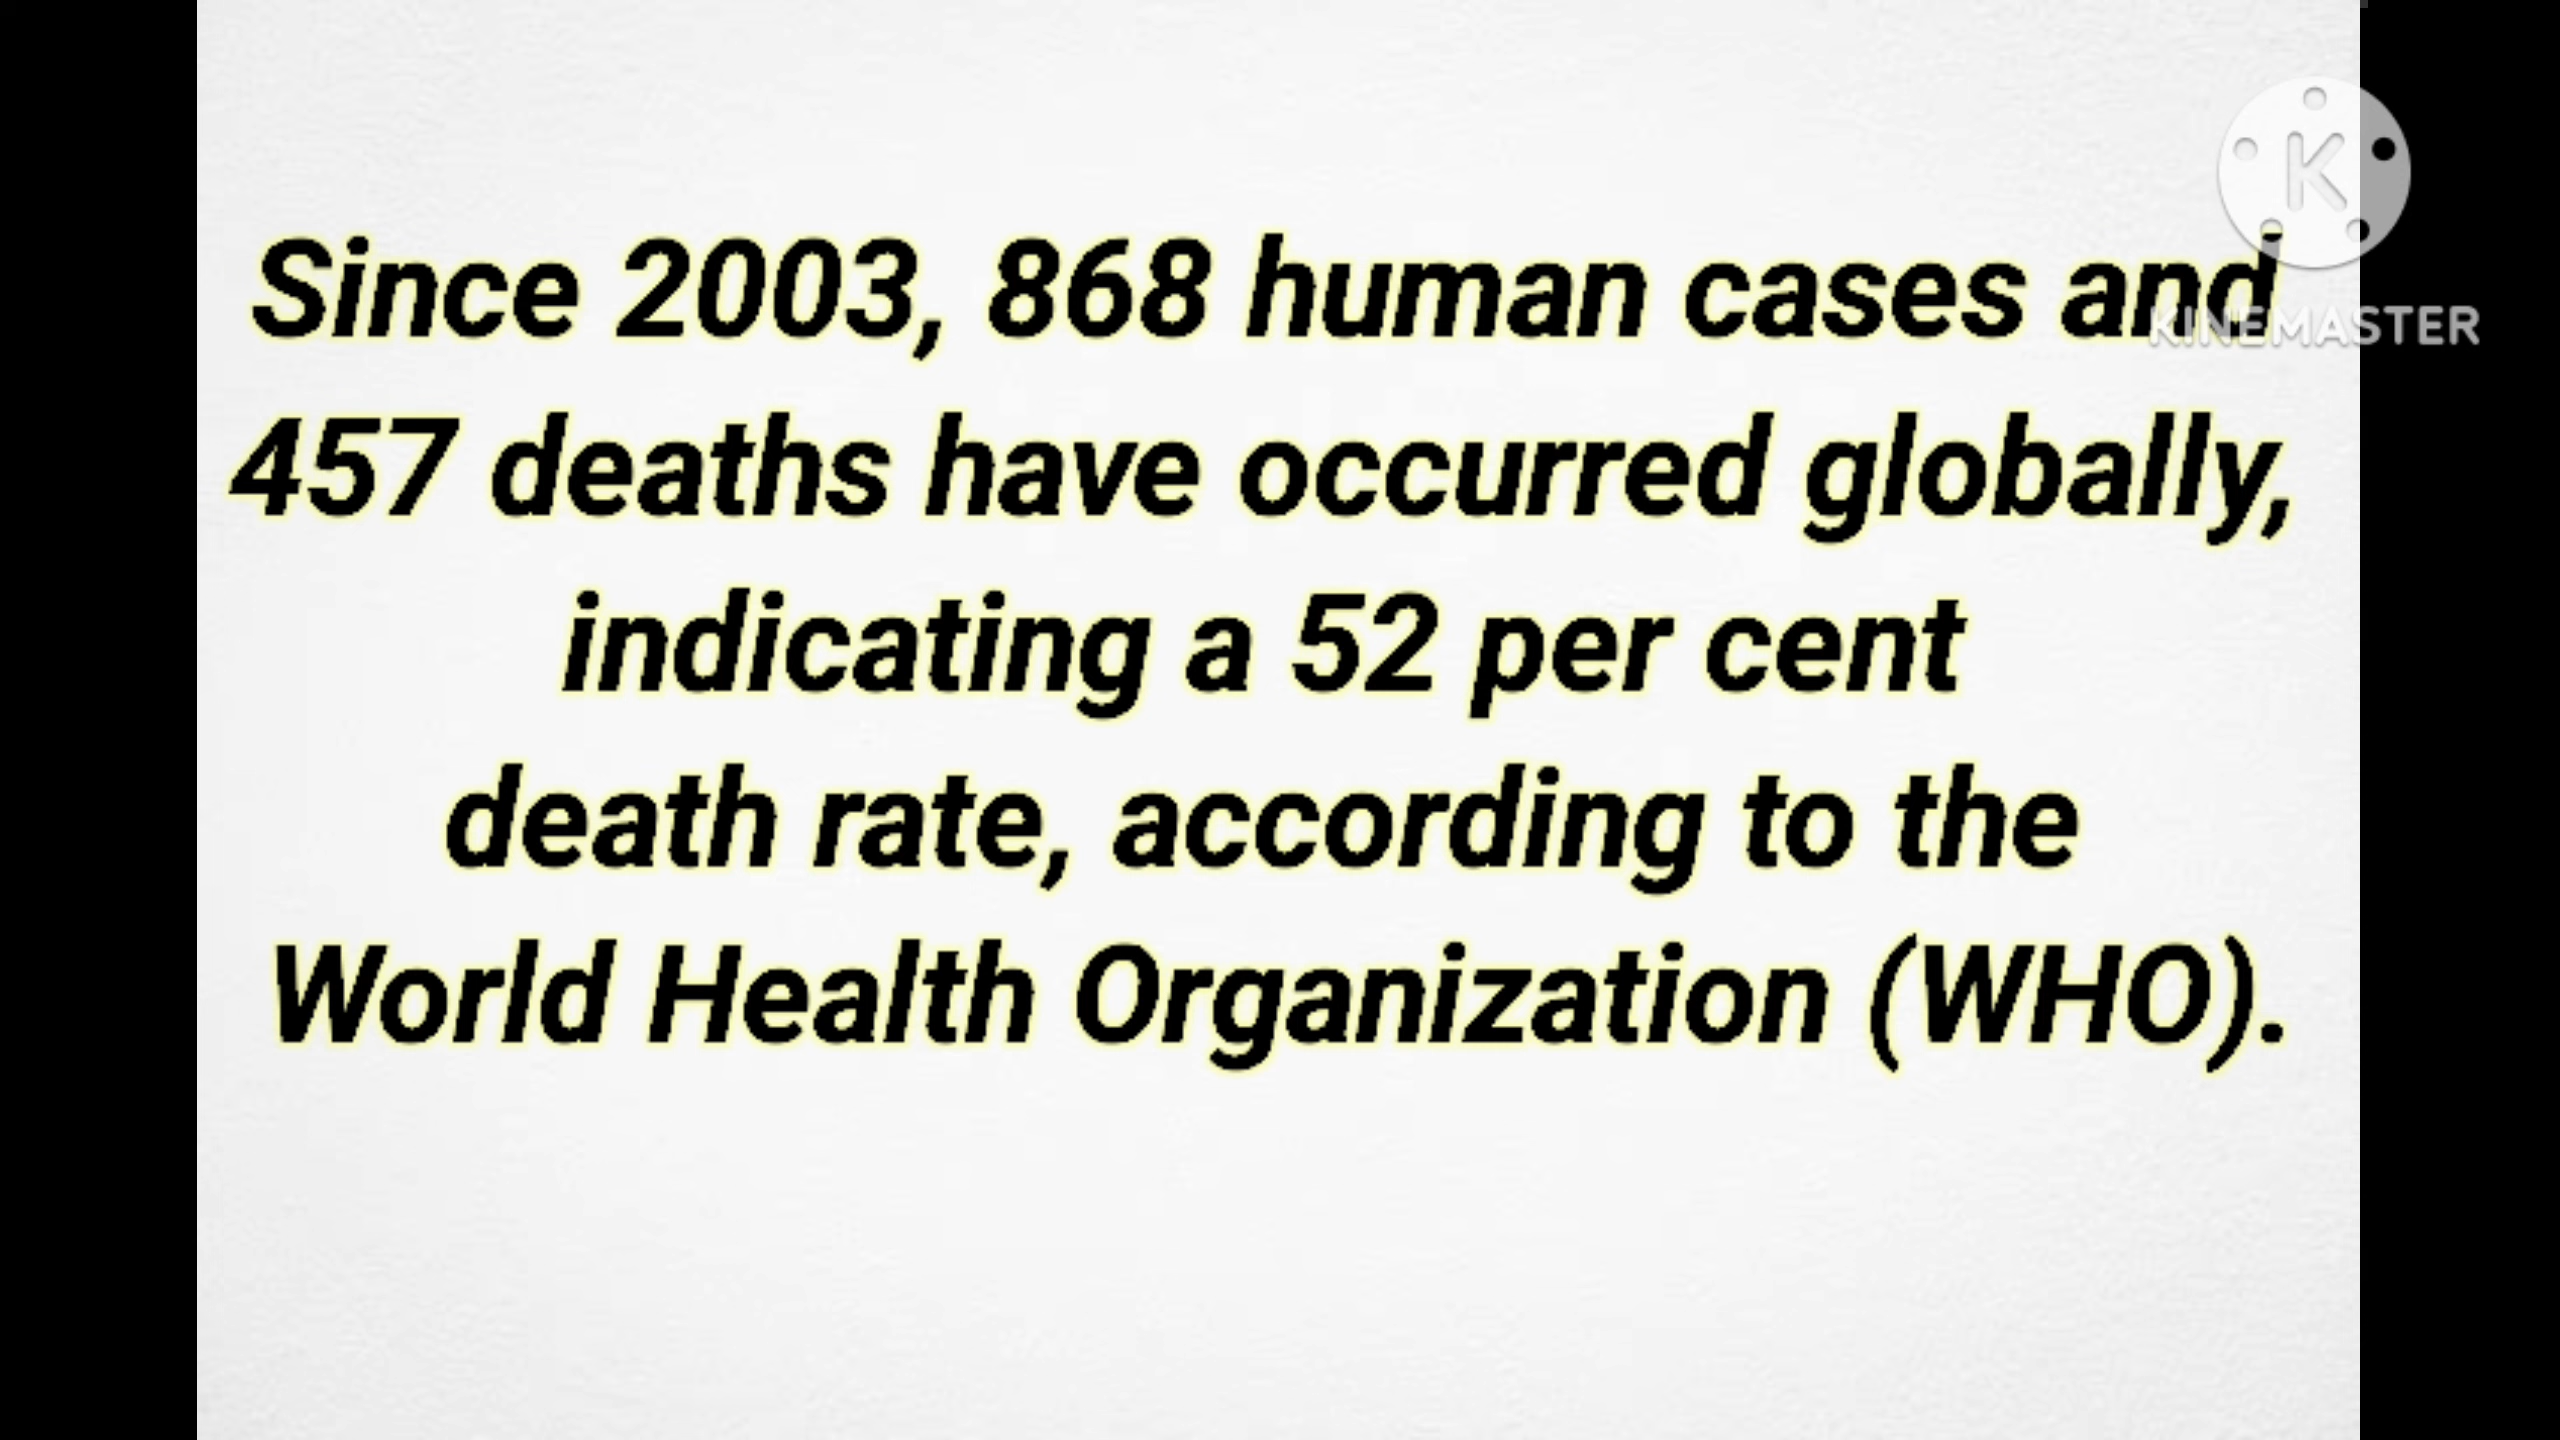 Since 2003, 868 human cases and
457 deaths have occurred globally,
indicating a 52 per cent
death rate, according to the
World Health Organization (WHO).
K
KINEMASTER